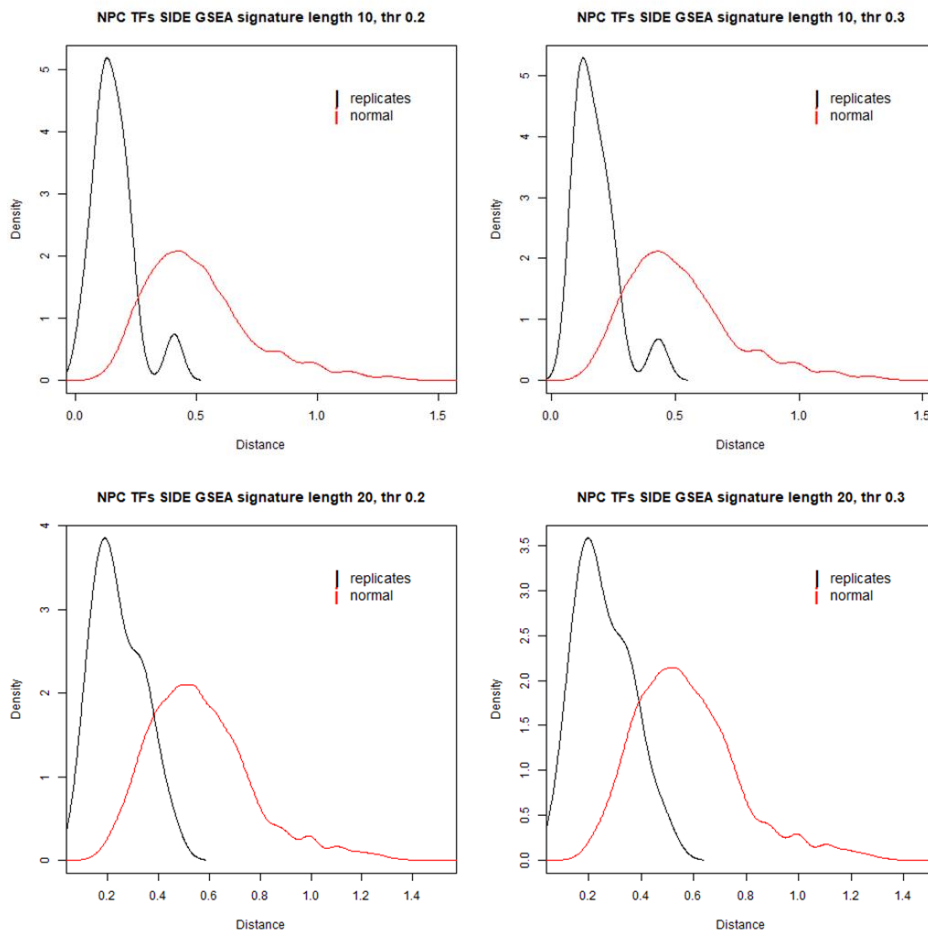 NPC TFs SIDE GSEA signature length 10, thr 0.2
Density
5
4
3
2
1
0
replicates
normal
0.0 0.5 1.0 1.5
Distance
NPC TFs SIDE GSEA signature length 10, thr 0.3
Density
5
4
3
2
1
0
replicates
normal
0.0 0.5 1.0 1.5
Distance
NPC TFs SIDE GSEA signature length 20, thr 0.2
Density
4
3
2
1
0
replicates
normal
0.2 0.4 0.6 0.8 1.0 1.2 1.4
Distance
NPC TFs SIDE GSEA signature length 20, thr 0.3
Density
3.5
3.0
2.5
2.0
1.5
1.0
0.5
0.0
replicates
normal
0.2 0.4 0.6 0.8 1.0 1.2 1.4
Distance